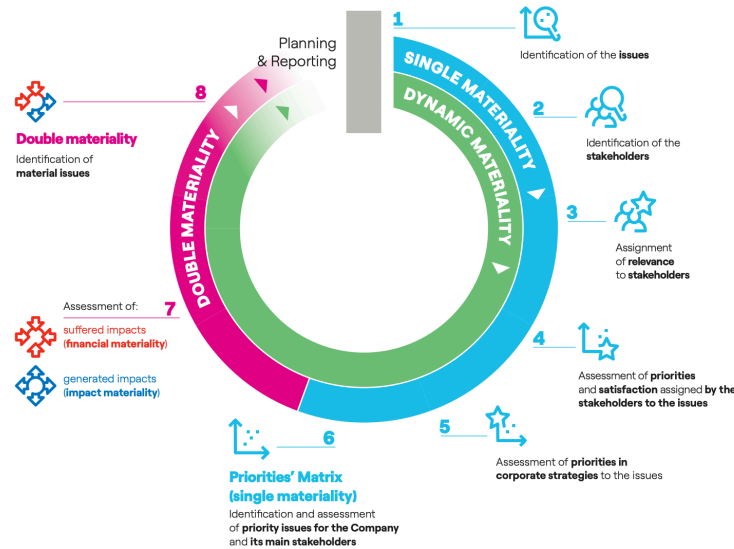 Planning
& Reporting
SINGLE MATERIALITY
DYNAMIC MATERIALITY
DOUBLE MATERIALITY
1
Identification of the issues
2
Identification of the
stakeholders
3
Assignment
of relevance
to stakeholders
4
Assessment of priorities
and satisfaction assigned by the
stakeholders to the issues
5
Assessment of priorities in
corporate strategies to the issues
6
Priorities’ Matrix
(single materiality)
Identification and assessment
of priority issues for the Company
and its main stakeholders
7
Assessment of:
suffered impacts
(financial materiality)
generated impacts
(impact materiality)
8
Double materiality
Identification of
material issues